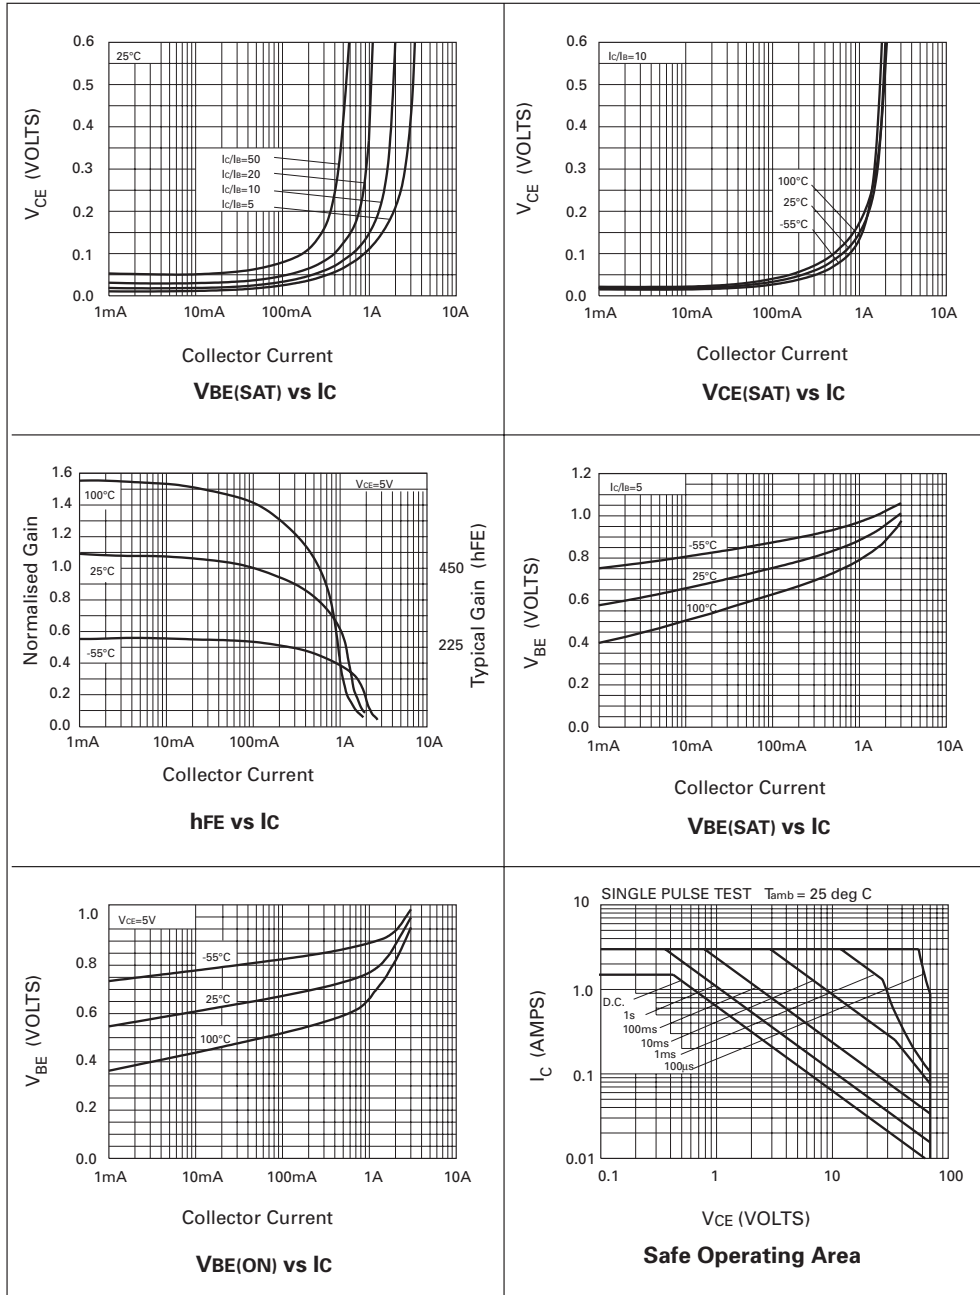 0.6
0.5
0.4
0.3
0.2
0.1
0.0
VCE (VOLTS)
25°C
IC/IB=50
IC/IB=20
IC/IB=10
IC/IB=5
1mA 10mA 100mA 1A 10A
Collector Current
VBE(SAT) vs IC
0.6
0.5
0.4
0.3
0.2
0.1
0.0
VCE (VOLTS)
IC/IB=10
100°C
25°C
-55°C
1mA 10mA 100mA 1A 10A
Collector Current
VCE(SAT) vs IC
1.6
1.4
1.2
1.0
0.8
0.6
0.4
0.2
0.0
Normalised Gain
VCE=5V
100°C
25°C
-55°C
450
225
Typical Gain (hFE)
1mA 10mA 100mA 1A 10A
Collector Current
hFE vs IC
1.2
1.0
0.8
0.6
0.4
0.2
0.0
VBE (VOLTS)
IC/IB=5
-55°C
25°C
100°C
1mA 10mA 100mA 1A 10A
Collector Current
VBE(SAT) vs IC
1.0
0.8
0.6
0.4
0.2
0.0
VBE (VOLTS)
VCE=5V
-55°C
25°C
100°C
1mA 10mA 100mA 1A 10A
Collector Current
VBE(ON) vs IC
SINGLE PULSE TEST Tamb = 25 deg C
10
1.0
0.1
0.01
IC (AMPS)
D.C.
1s
100ms
10ms
1ms
100µs
0.1 1 10 100
VCE (VOLTS)
Safe Operating Area